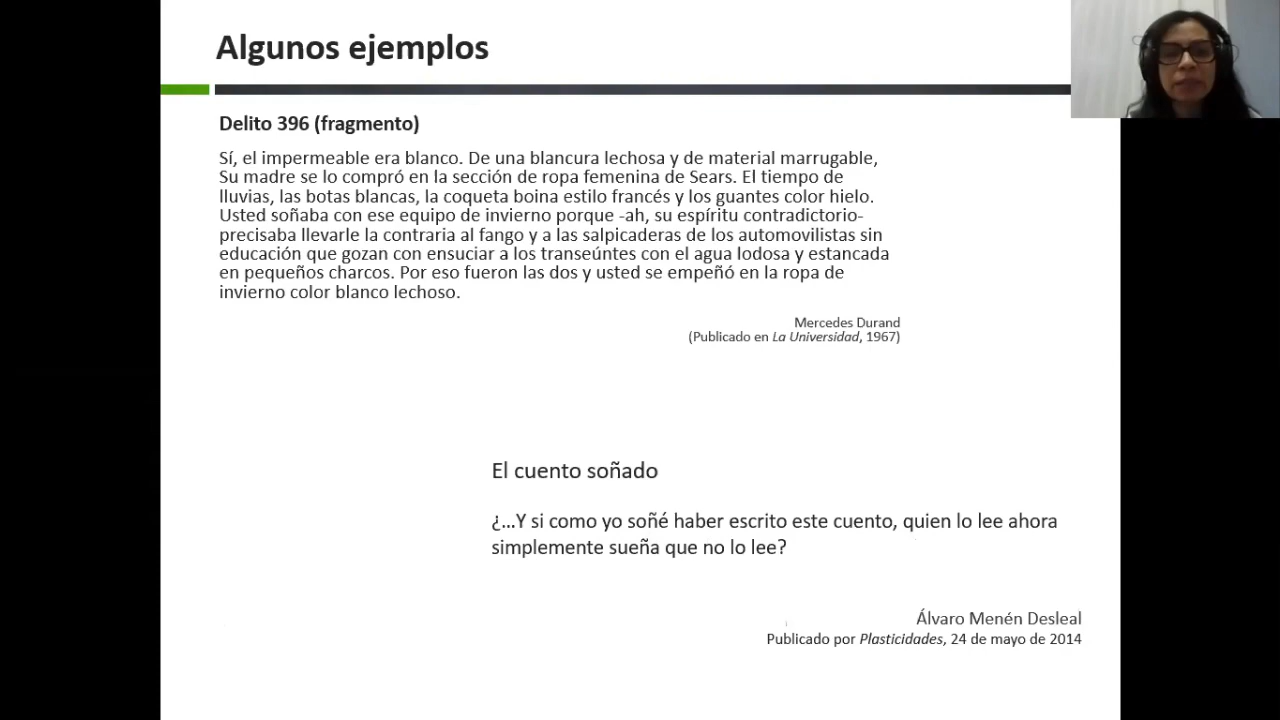 Algunos ejemplos
Delito 396 (fragmento)
Sí, el impermeable era blanco. De una blancura lechosa y de material marrugable,
Su madre se lo compró en la sección de ropa femenina de Sears. El tiempo de
lluvias, las botas blancas, la coqueta boina estilo francés y los guantes color hielo.
Usted soñaba con ese equipo de invierno porque -ah, su espíritu contradictorio-
precisaba llevarle la contraria al fango y a las salpicaderas de los automovilistas sin
educación que gozan con ensuciar a los transeúntes con el agua lodosa y estancada
en pequeños charcos. Por eso fueron las dos y usted se empeñó en la ropa de
invierno color blanco lechoso.
Mercedes Durand
(Publicado en La Universidad, 1967)
El cuento soñado
¿...Y si como yo soñé haber escrito este cuento, quien lo lee ahora
simplemente sueña que no lo lee?
Álvaro Menén Desleal
Publicado por Plasticidades, 24 de mayo de 2014